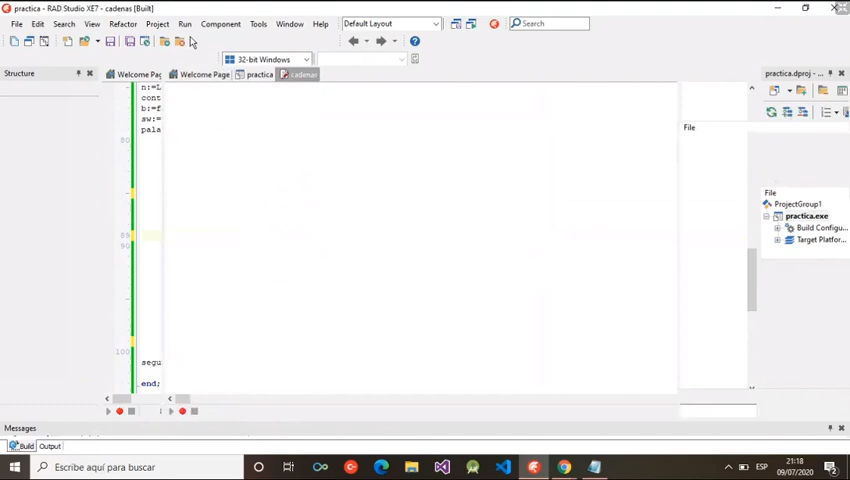 practica - RAD Studio XE7 - cadenas [Built]
File Edit Search View Refactor Project Run Component Tools Window Help
Default Layout
Search
32-bit Windows
Structure
Welcome Pag
Welcome Page
practica
cadenar
practica.dproj -...
n:=L
cont
b:=f
sw:=
pala
80
89
90
100
segu
end;
File
File
ProjectGroup1
practica.exe
Build Configu...
Target Platfor...
Messages
Build
Output
Escribe aquí para buscar
ESP
21:18
09/07/2020
2